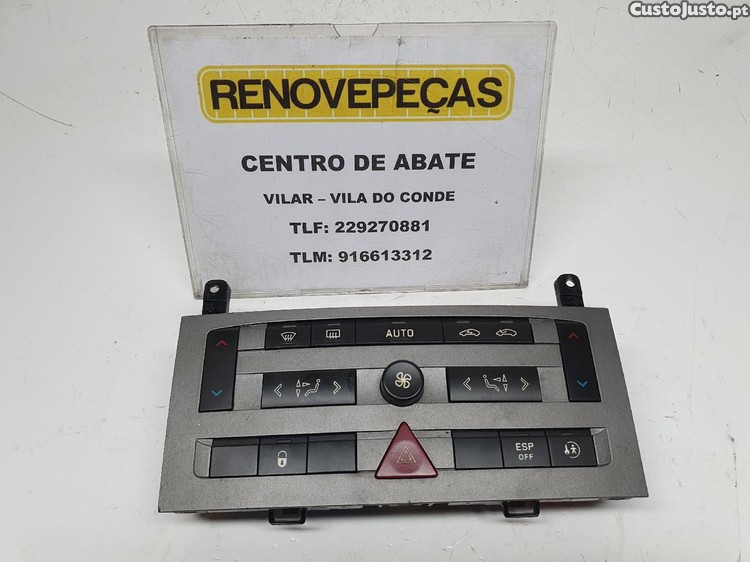 CustoJusto.pt
RENOVEPEÇAS
CENTRO DE ABATE
VILAR – VILA DO CONDE
TLF: 229270881
TLM: 916613312
AUTO
ESP
OFF